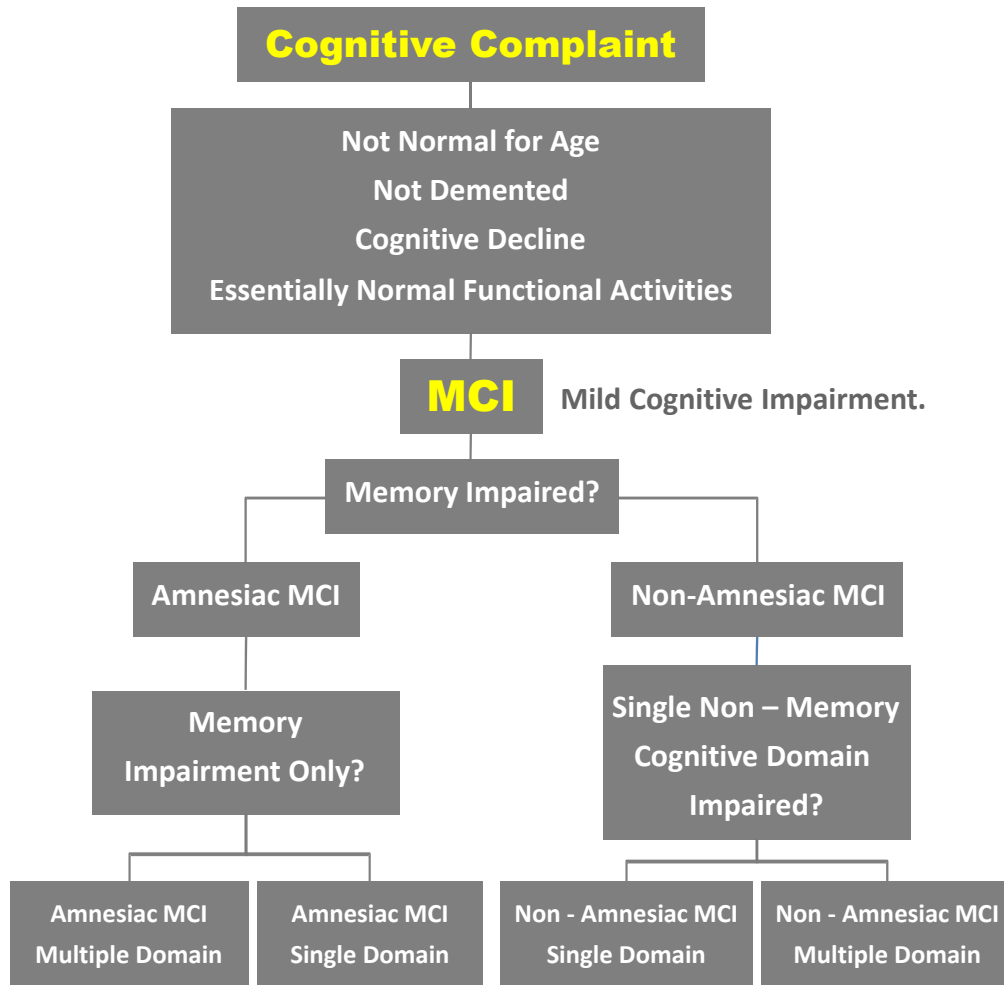 Cognitive Complaint
Not Normal for Age
Not Demented
Cognitive Decline
Essentially Normal Functional Activities
MCI
Mild Cognitive Impairment.
Memory Impaired?
Amnesiac MCI
Non-Amnesiac MCI
Memory
Impairment Only?
Single Non – Memory
Cognitive Domain
Impaired?
Amnesiac MCI
Multiple Domain
Amnesiac MCI
Single Domain
Non - Amnesiac MCI
Single Domain
Non - Amnesiac MCI
Multiple Domain